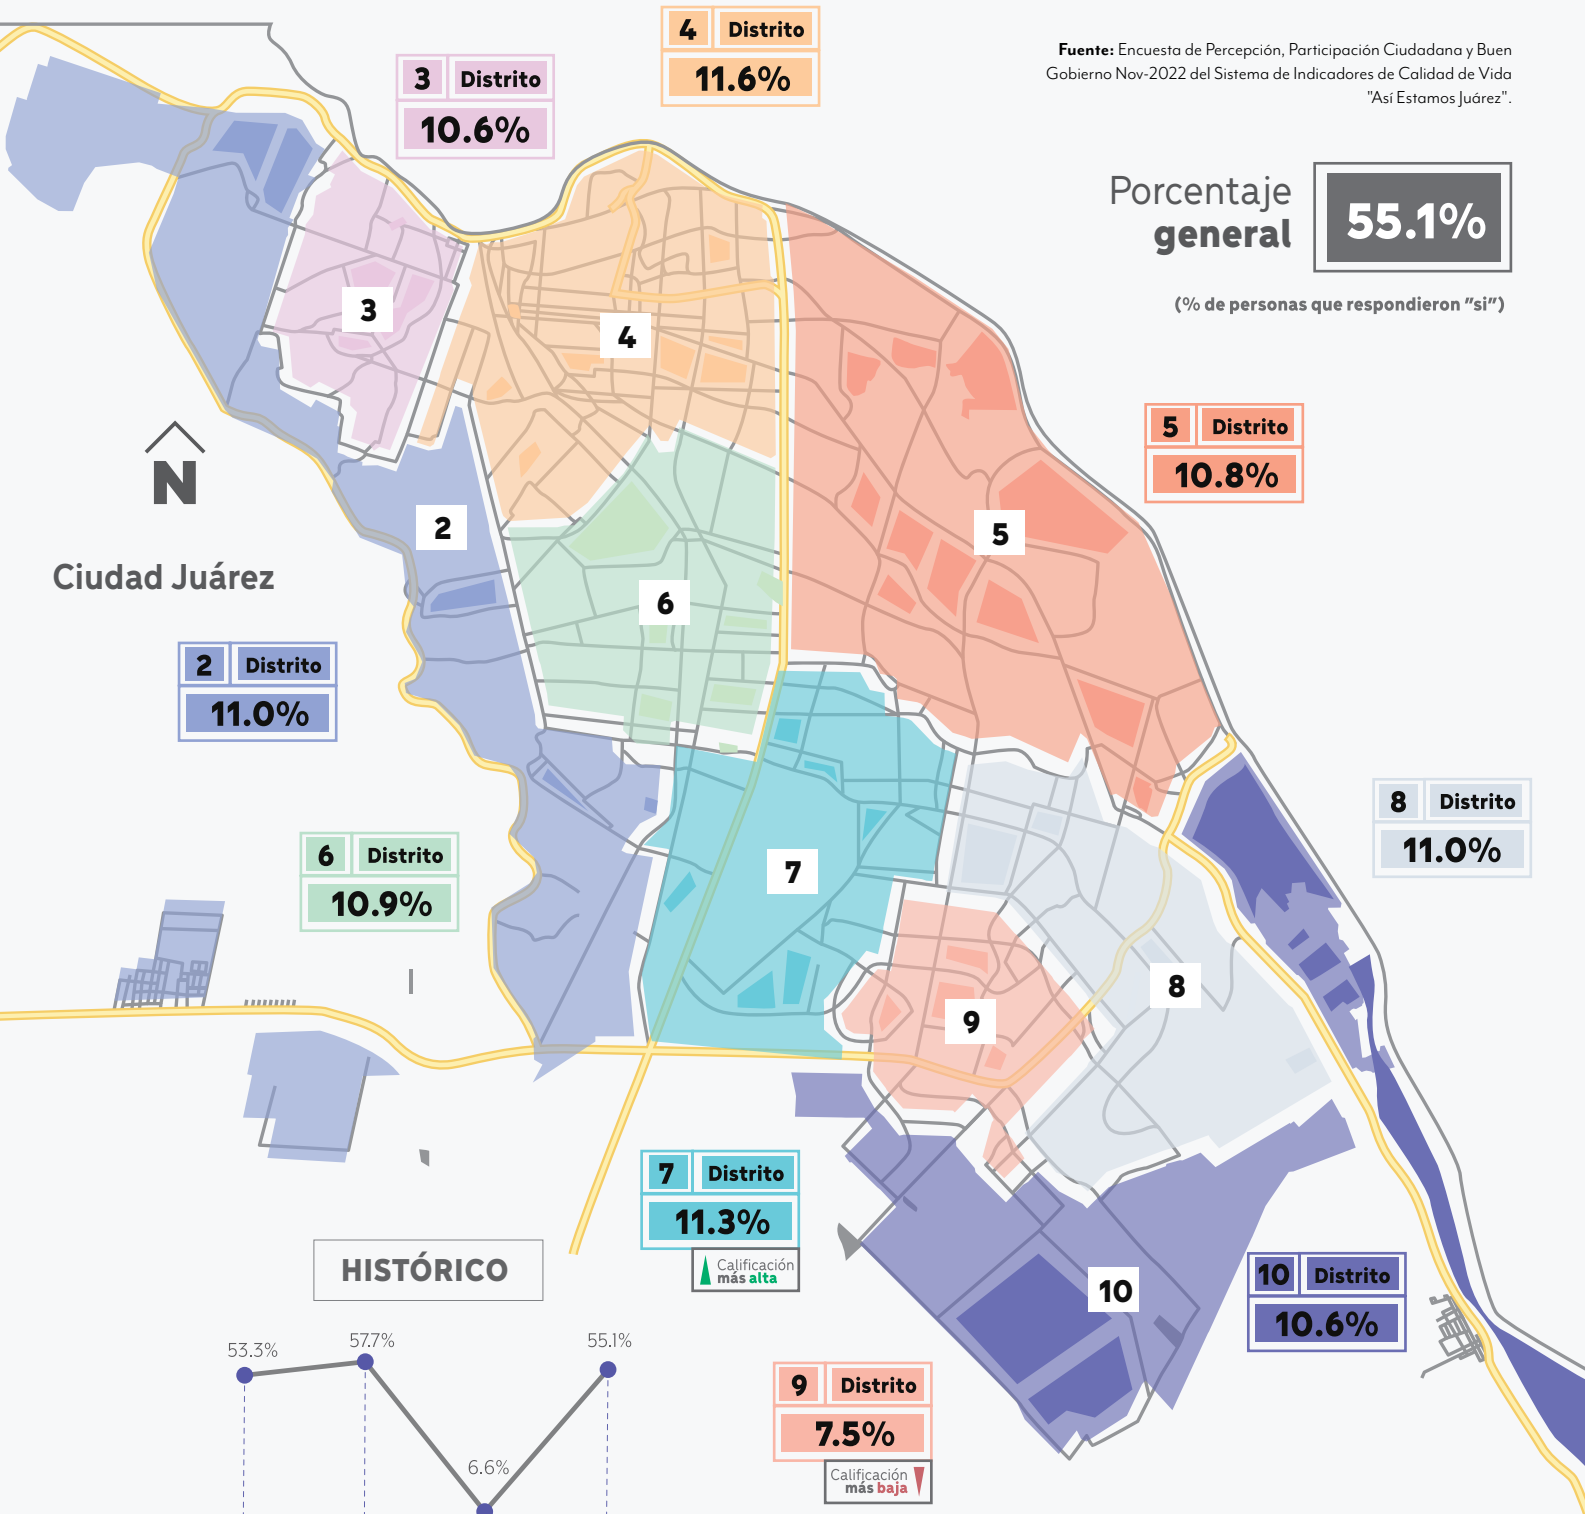 4 Distrito
11.6%
3 Distrito
10.6%
Fuente: Encuesta de Percepción, Participación Ciudadana y Buen
Gobierno Nov-2022 del Sistema de Indicadores de Calidad de Vida
"Así Estamos Juárez".
Porcentaje
general
55.1%
(% de personas que respondieron "si")
3
4
5 Distrito
10.8%
N
2
5
Ciudad Juárez
6
2 Distrito
11.0%
8 Distrito
11.0%
6 Distrito
10.9%
7
8
9
7 Distrito
11.3%
Calificación
más alta
HISTÓRICO
10
10 Distrito
10.6%
53.3%
57.7%
55.1%
6.6%
9 Distrito
7.5%
Calificación
más baja